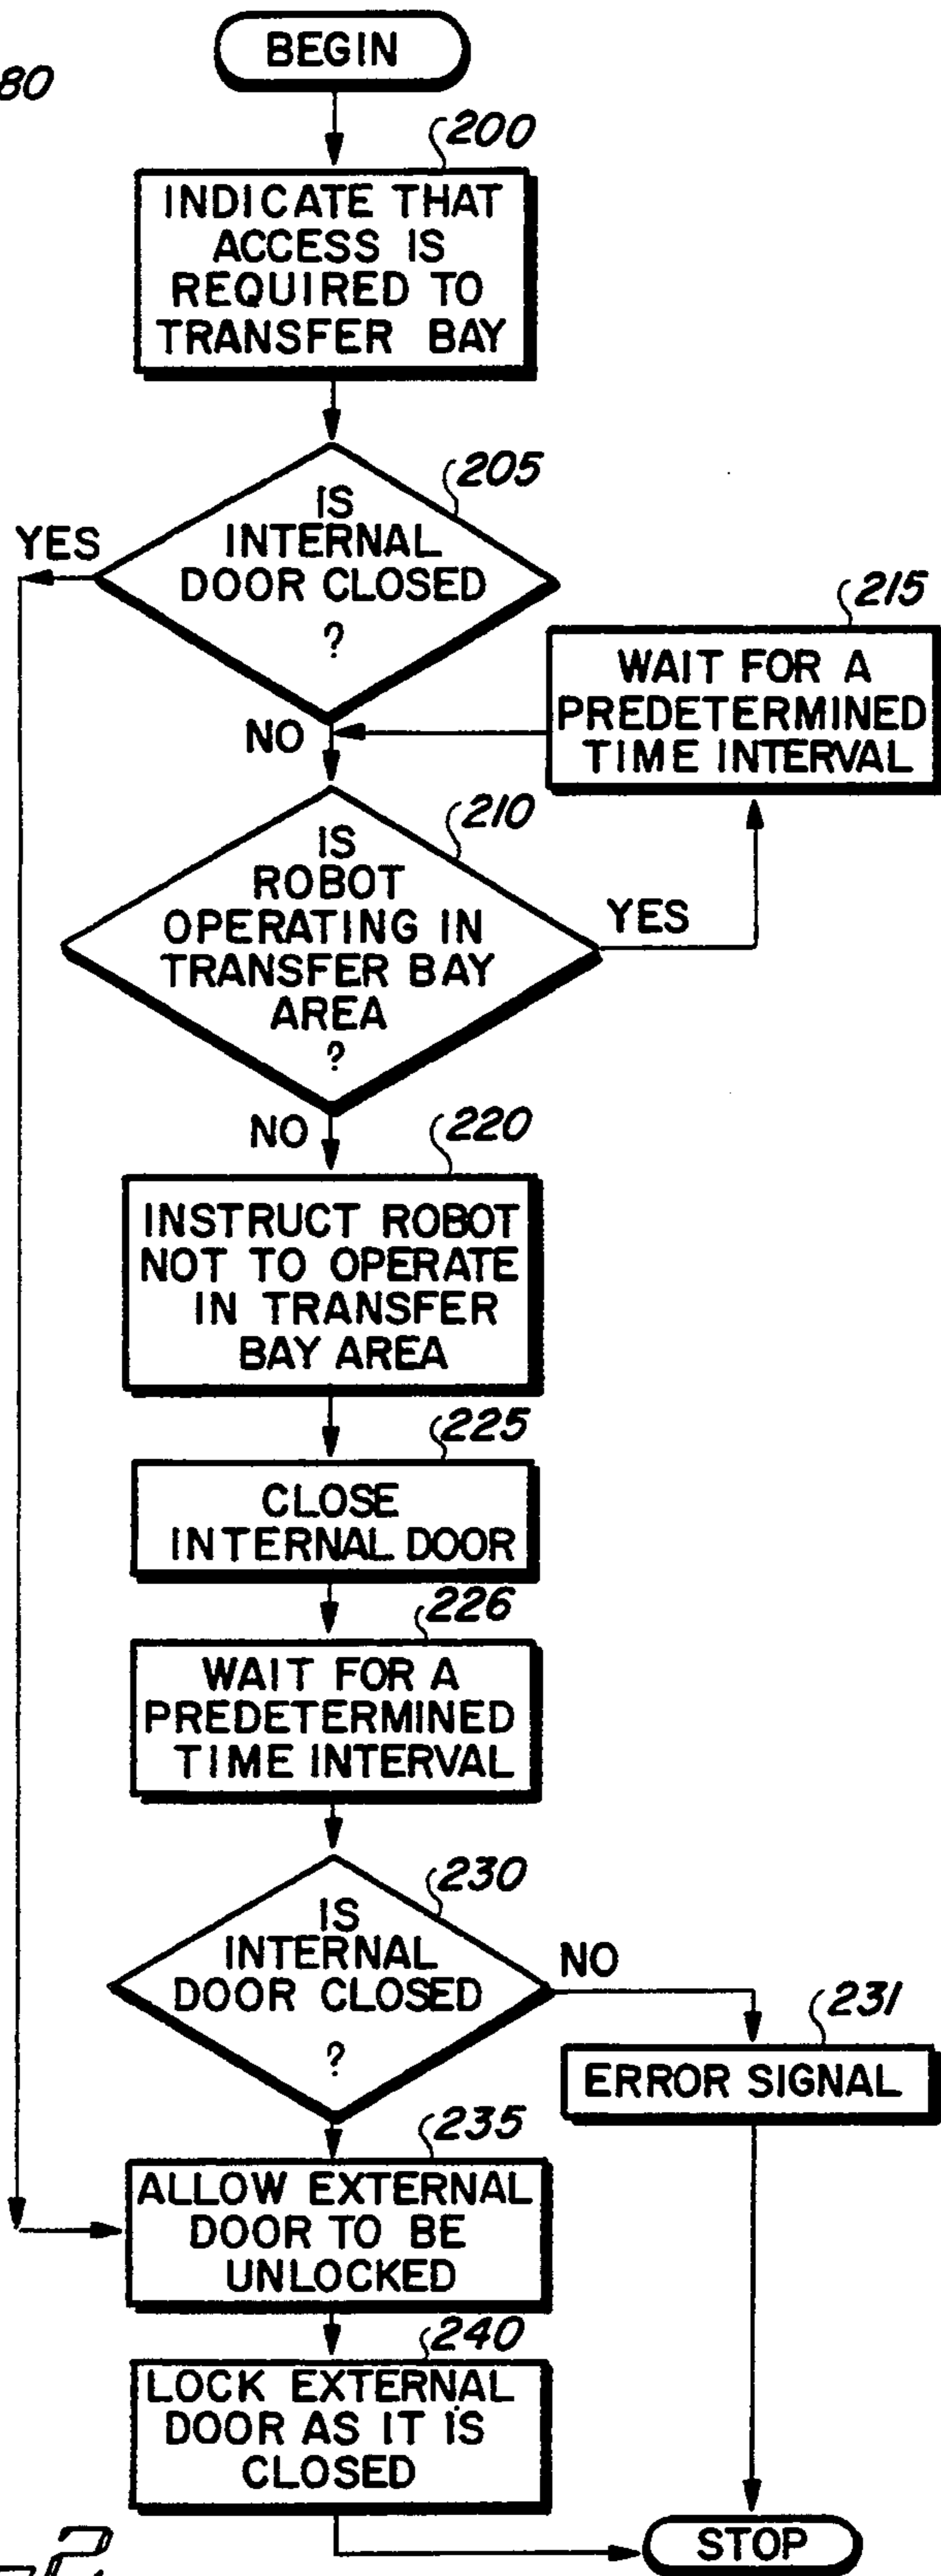 80
BEGIN
200
INDICATE THAT
ACCESS IS
REQUIRED TO
TRANSFER BAY
205
YES
IS
INTERNAL
DOOR CLOSED
?
215
WAIT FOR A
PREDETERMINED
TIME INTERVAL
NO
210
IS
ROBOT
OPERATING IN
TRANSFER BAY
AREA
?
YES
NO
220
INSTRUCT ROBOT
NOT TO OPERATE
IN TRANSFER
BAY AREA
225
CLOSE
INTERNAL DOOR
226
WAIT FOR A
PREDETERMINED
TIME INTERVAL
230
IS
INTERNAL
DOOR CLOSED
?
NO
231
ERROR SIGNAL
235
ALLOW EXTERNAL
DOOR TO BE
UNLOCKED
240
LOCK EXTERNAL
DOOR AS IT IS
CLOSED
STOP
-2